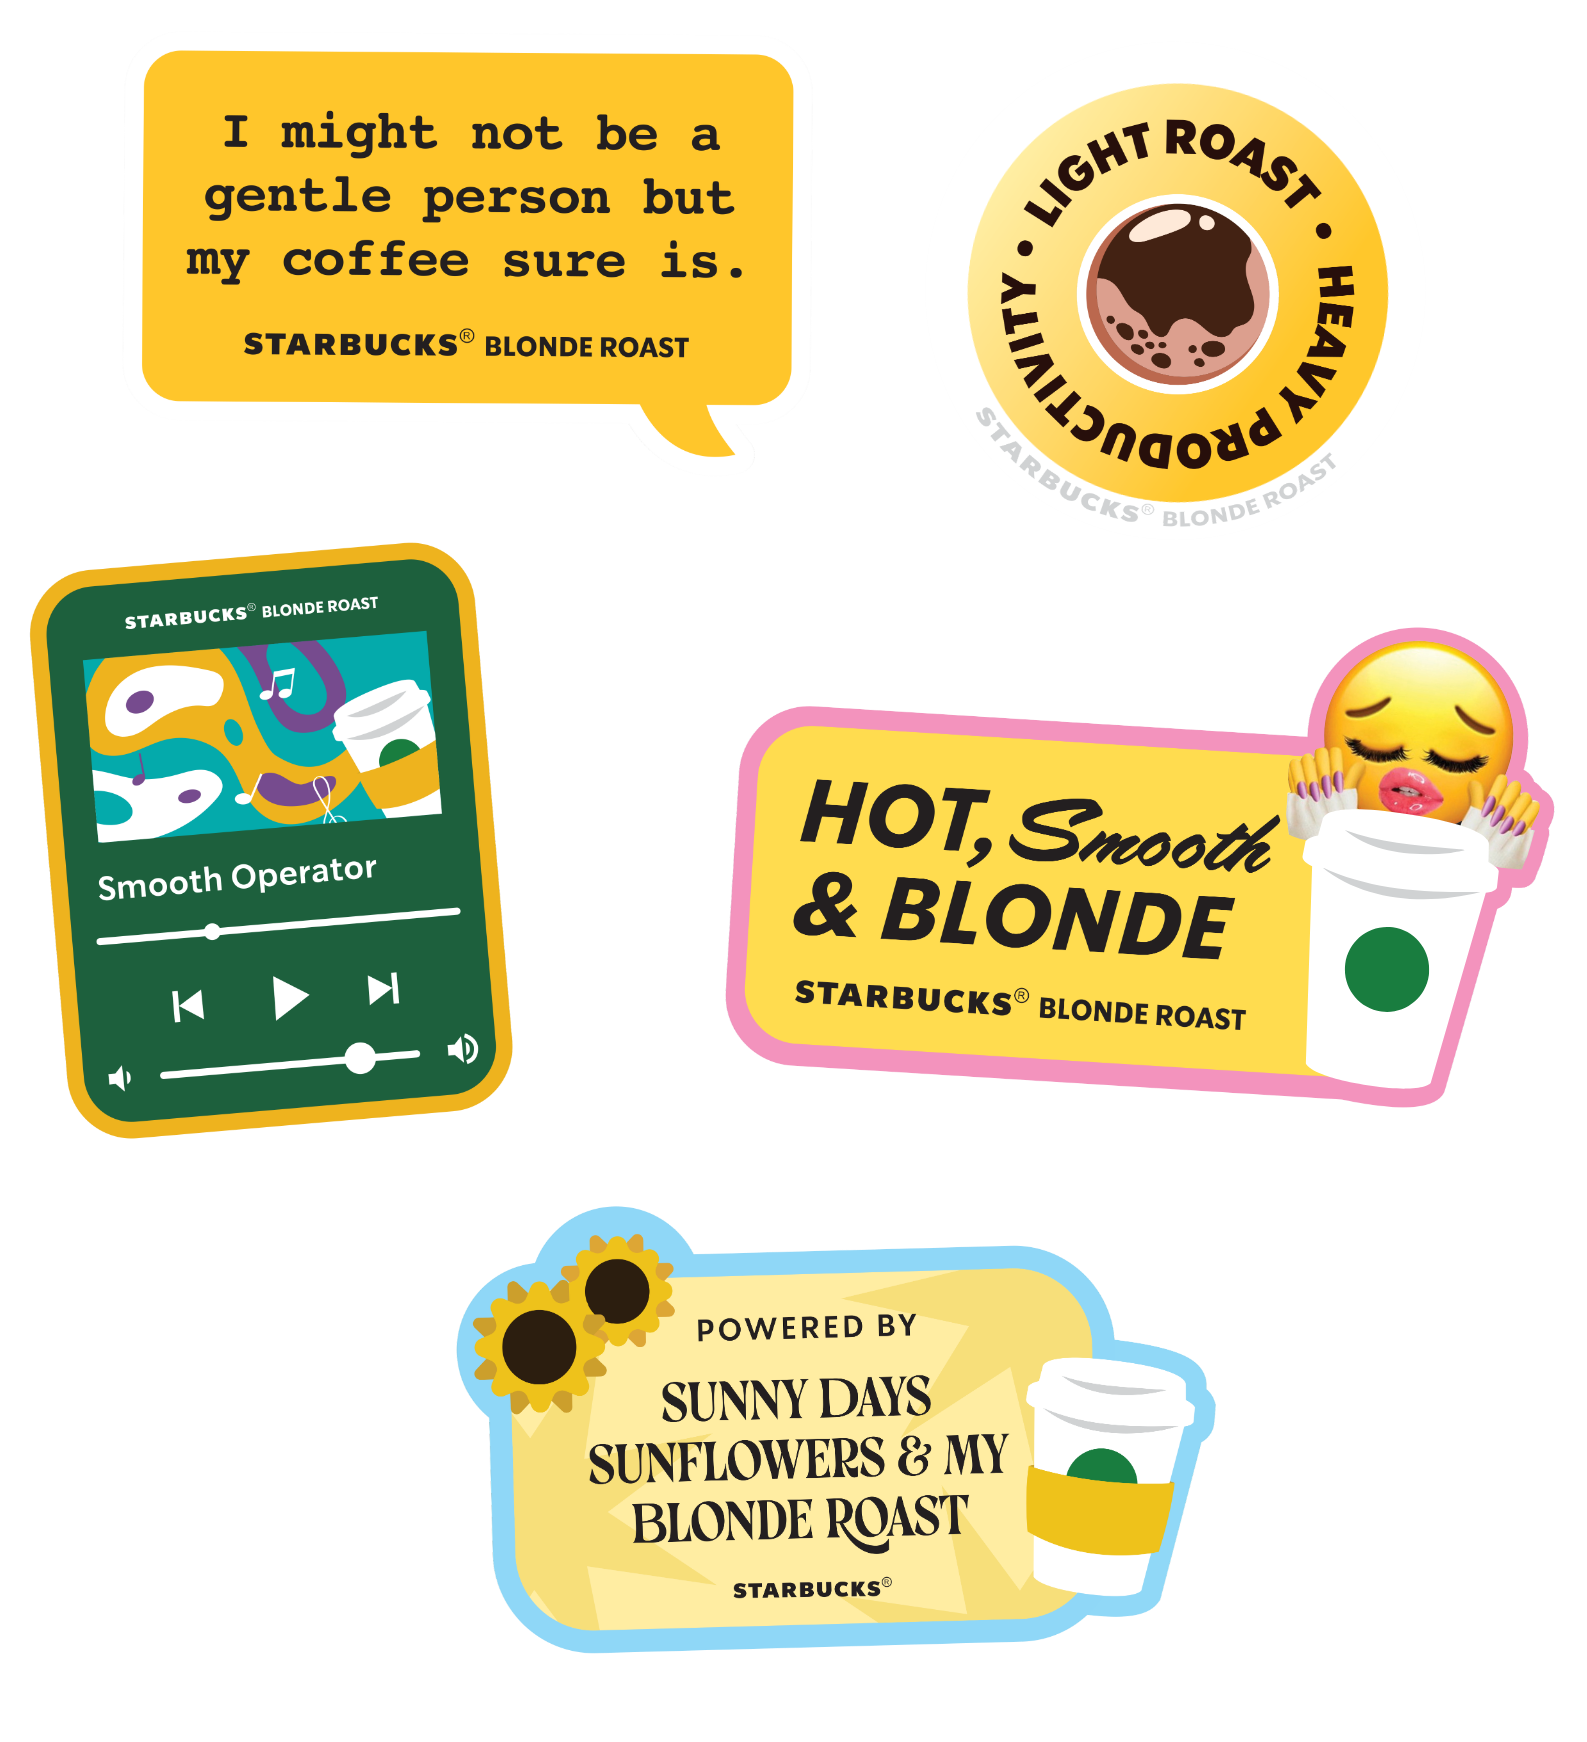 I might not be a
gentle person but
my coffee sure is.
STARBUCKS® BLONDE ROAST
LIGHT ROAST • HEAVY PRODUCTIVITY •
STARBUCKS® BLONDE ROAST
STARBUCKS® BLONDE ROAST
Smooth Operator
HOT, Smooth
& BLONDE
STARBUCKS® BLONDE ROAST
POWERED BY
SUNNY DAYS
SUNFLOWERS & MY
BLONDE ROAST
STARBUCKS®